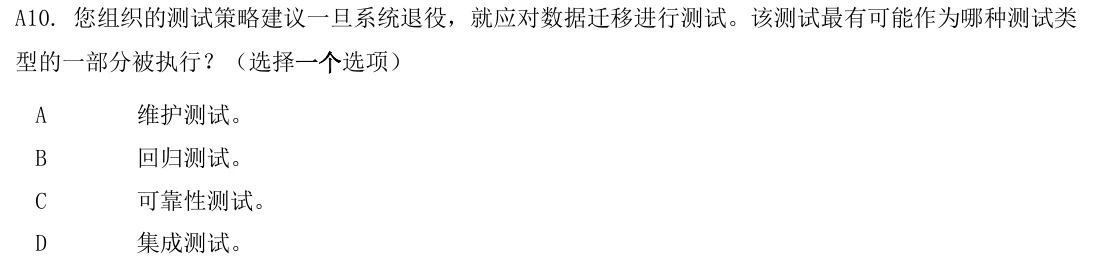 A10. 您组织的测试策略建议一旦系统退役，就应对数据迁移进行测试。该测试最有可能作为哪种测试类
型的一部分被执行？（选择一个选项）
A 维护测试。
B 回归测试。
C 可靠性测试。
D 集成测试。